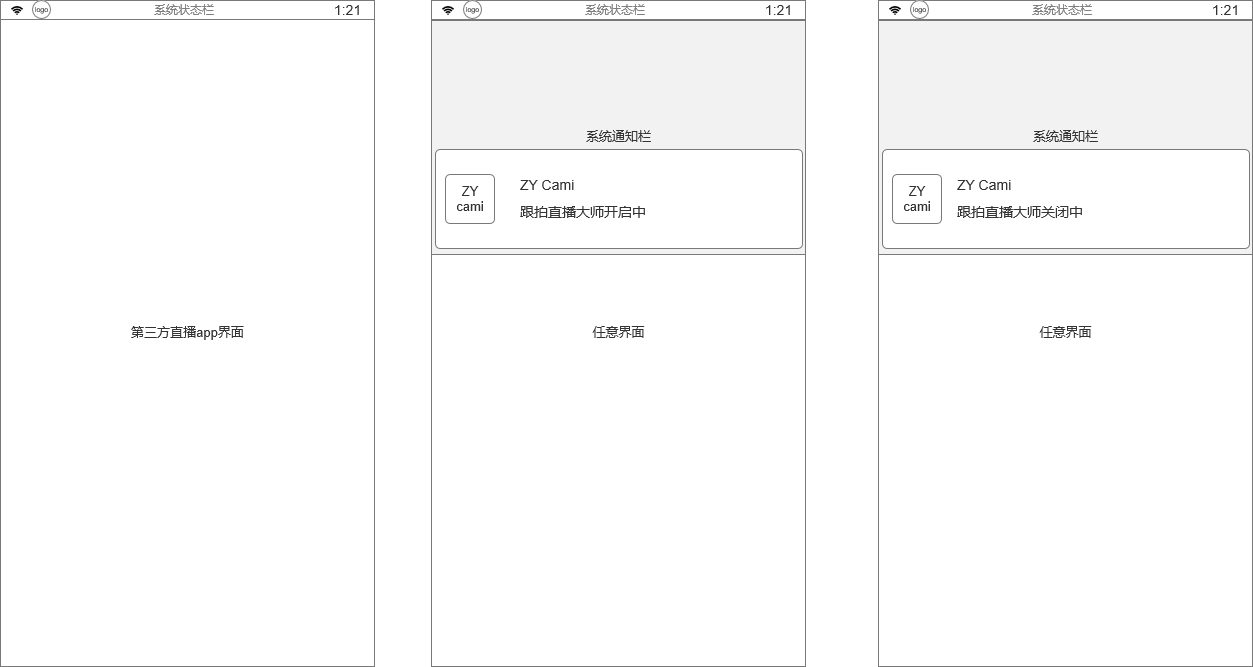 logo 系统状态栏 1:21
第三方直播app界面
logo 系统状态栏 1:21
系统通知栏
ZY
cami
ZY Cami
跟拍直播大师开启中
任意界面
logo 系统状态栏 1:21
系统通知栏
ZY
cami
ZY Cami
跟拍直播大师关闭中
任意界面